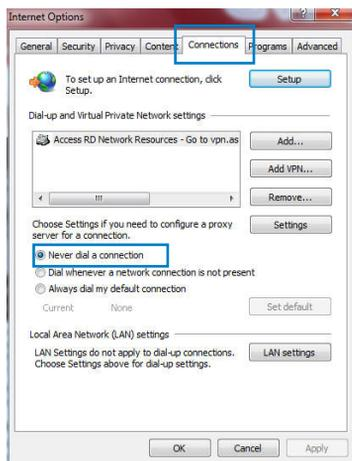 Internet Options
General Security Privacy Content Connections Programs Advanced
To set up an Internet connection, click
Setup.
Setup
Dial-up and Virtual Private Network settings
Access RD Network Resources - Go to vpn.as
Add...
Add VPN...
Remove...
Choose Settings if you need to configure a proxy
server for a connection.
Settings
Never dial a connection
Dial whenever a network connection is not present
Always dial my default connection
Current None
Set default
Local Area Network (LAN) settings
LAN Settings do not apply to dial-up connections.
Choose Settings above for dial-up settings.
LAN settings
OK Cancel Apply